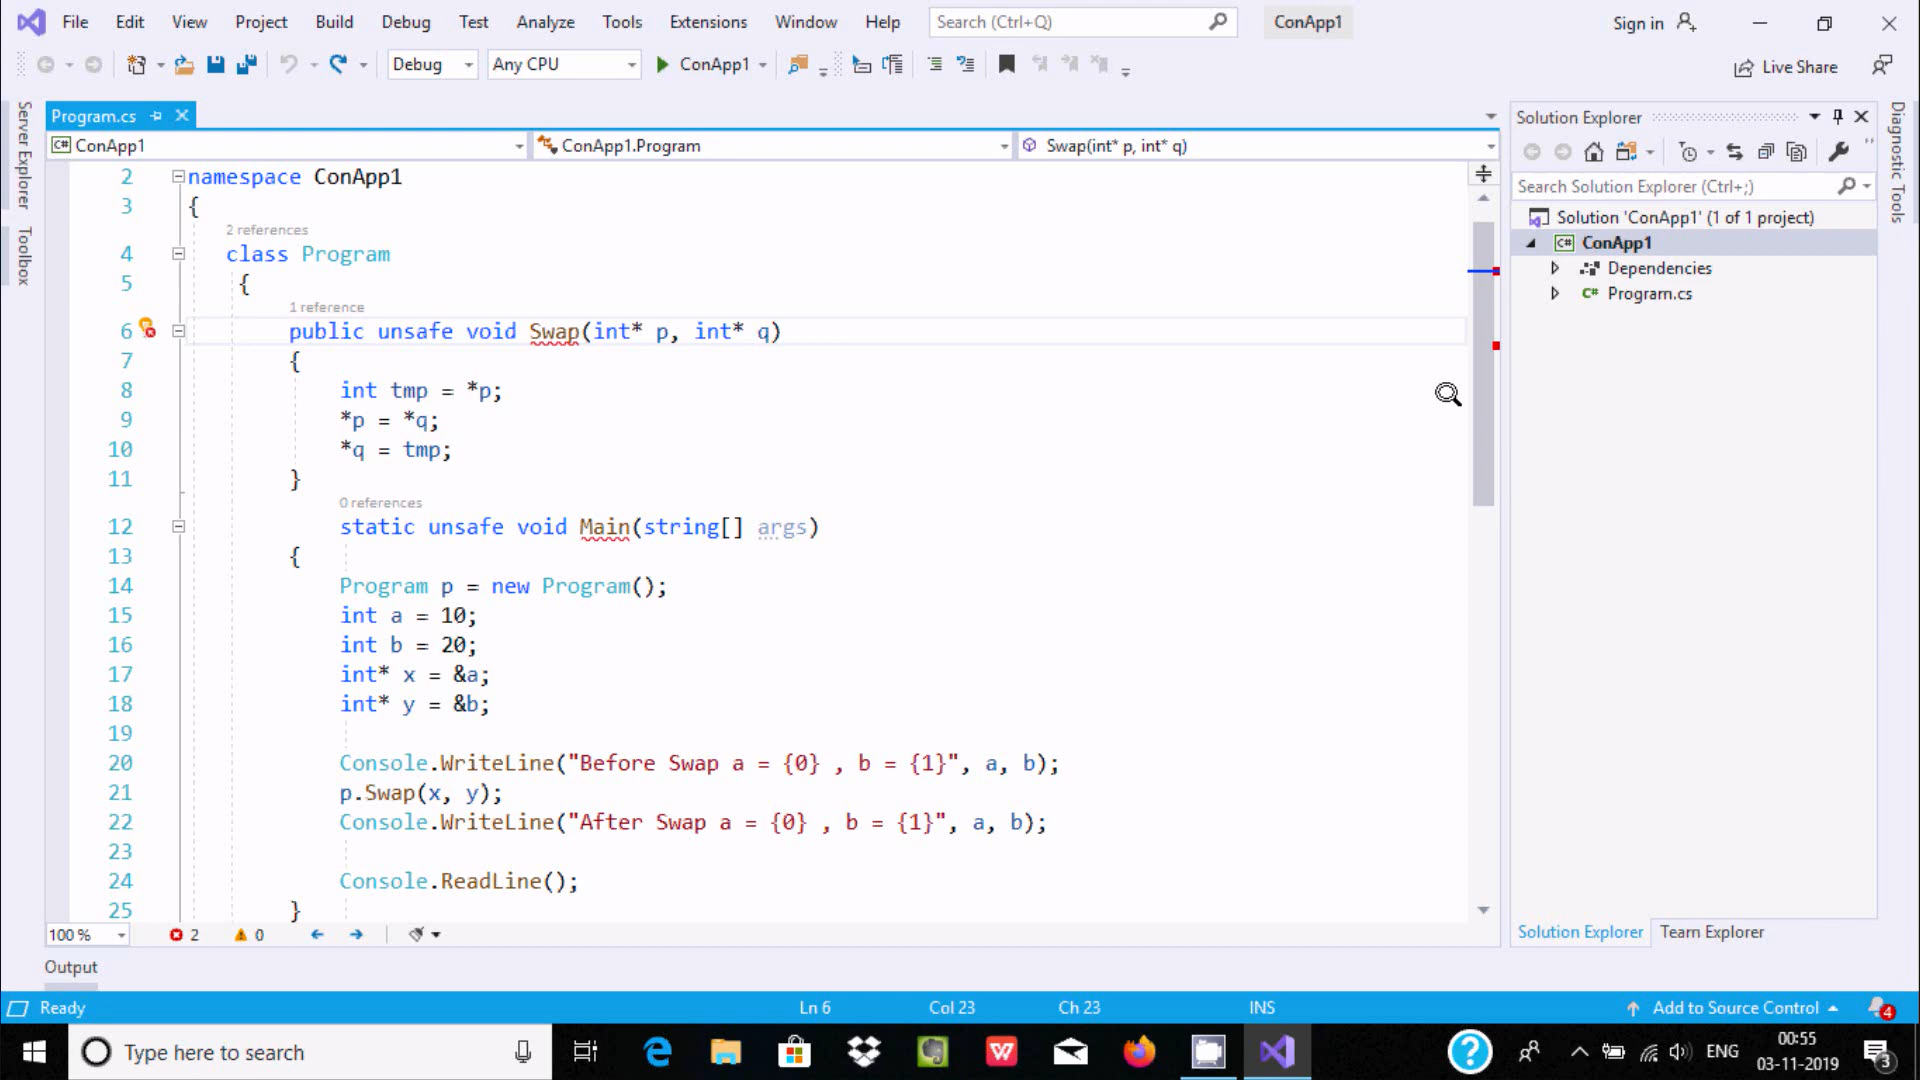 File Edit View Project Build Debug Test Analyze Tools Extensions Window Help Search (Ctrl+Q) ConApp1 Sign in
Debug Any CPU ConApp1 Live Share
Server Explorer
Toolbox
Program.cs
C# ConApp1 ConApp1.Program Swap(int* p, int* q)
2 namespace ConApp1
3 {
2 references
4 class Program
5 {
1 reference
6 public unsafe void Swap(int* p, int* q)
7 {
8 int tmp = *p;
9 *p = *q;
10 *q = tmp;
11 }
0 references
12 static unsafe void Main(string[] args)
13 {
14 Program p = new Program();
15 int a = 10;
16 int b = 20;
17 int* x = &a;
18 int* y = &b;
19
20 Console.WriteLine("Before Swap a = {0} , b = {1}", a, b);
21 p.Swap(x, y);
22 Console.WriteLine("After Swap a = {0} , b = {1}", a, b);
23
24 Console.ReadLine();
25 }
100 % 2 0
Output
Solution Explorer
Search Solution Explorer (Ctrl+;)
Solution 'ConApp1' (1 of 1 project)
C# ConApp1
Dependencies
C# Program.cs
Solution Explorer Team Explorer
Diagnostic Tools
Ready Ln 6 Col 23 Ch 23 INS Add to Source Control 4
Type here to search ENG 00:55
03-11-2019 3